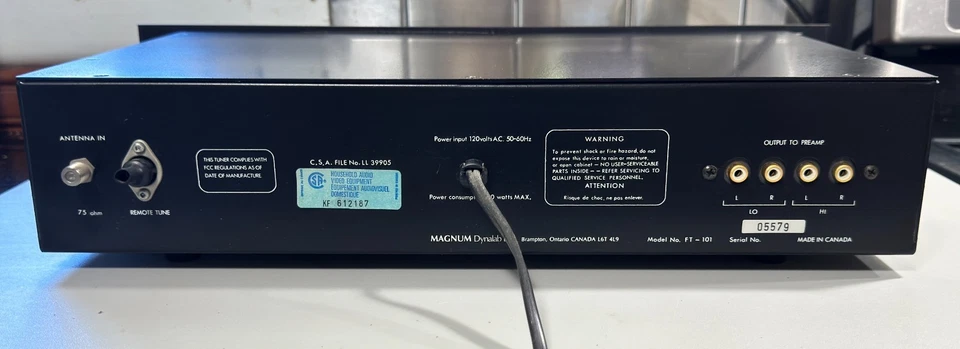 ANTENNA IN
75 ohm
REMOTE TUNE
THIS TUNER COMPLIES WITH
FCC REGULATIONS AS OF
DATE OF MANUFACTURE
C.S.A. FILE No. LL 39905
HOUSEHOLD AUDIO
VIDEO EQUIPMENT
EQUIPEMENT AUDIOVISUEL
DOMESTIQUE
KF 612187
Power input 120volts A.C. 50-60Hz
Power 0 watts MAX.
WARNING
To prevent shock or fire hazard, do not
expose this device to rain or moisture,
or open cabinet — NO USER-SERVICEABLE
PARTS INSIDE — REFER SERVICING TO
QUALIFIED SERVICE PERSONNEL.
ATTENTION
Risque de choc, ne pas enlever.
OUTPUT TO PREAMP
L R L R
LO HI
05579
MAGNUM Dynalab Brampton, Ontario CANADA L6T 4L9 Model No. FT - 101 Serial No. MADE IN CANADA